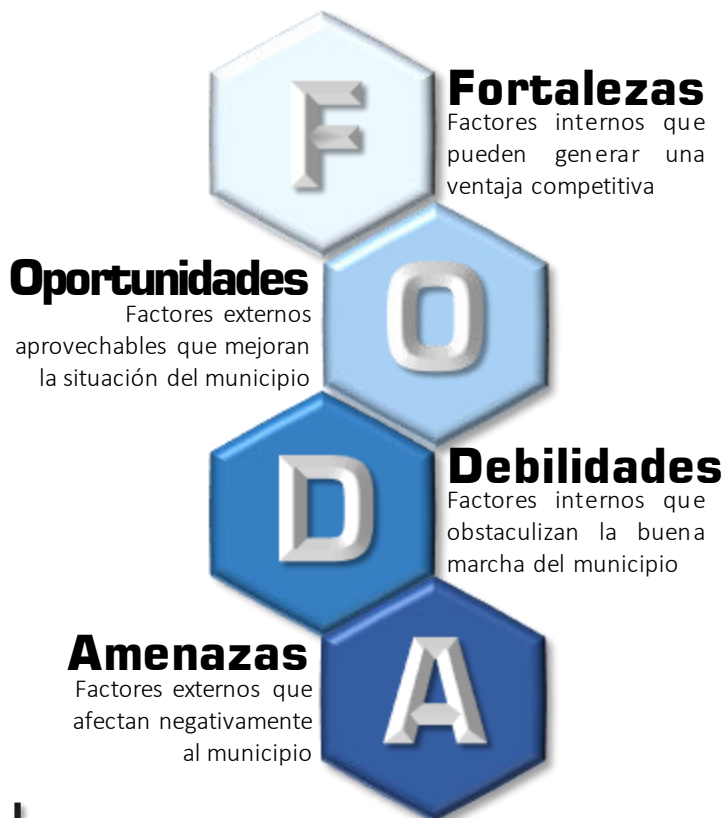 F
Fortalezas
Factores internos que
pueden generar una
ventaja competitiva
Oportunidades
Factores externos
aprovechables que mejoran
la situación del municipio
O
Debilidades
Factores internos que
obstaculizan la buena
marcha del municipio
D
Amenazas
Factores externos que
afectan negativamente
al municipio
A